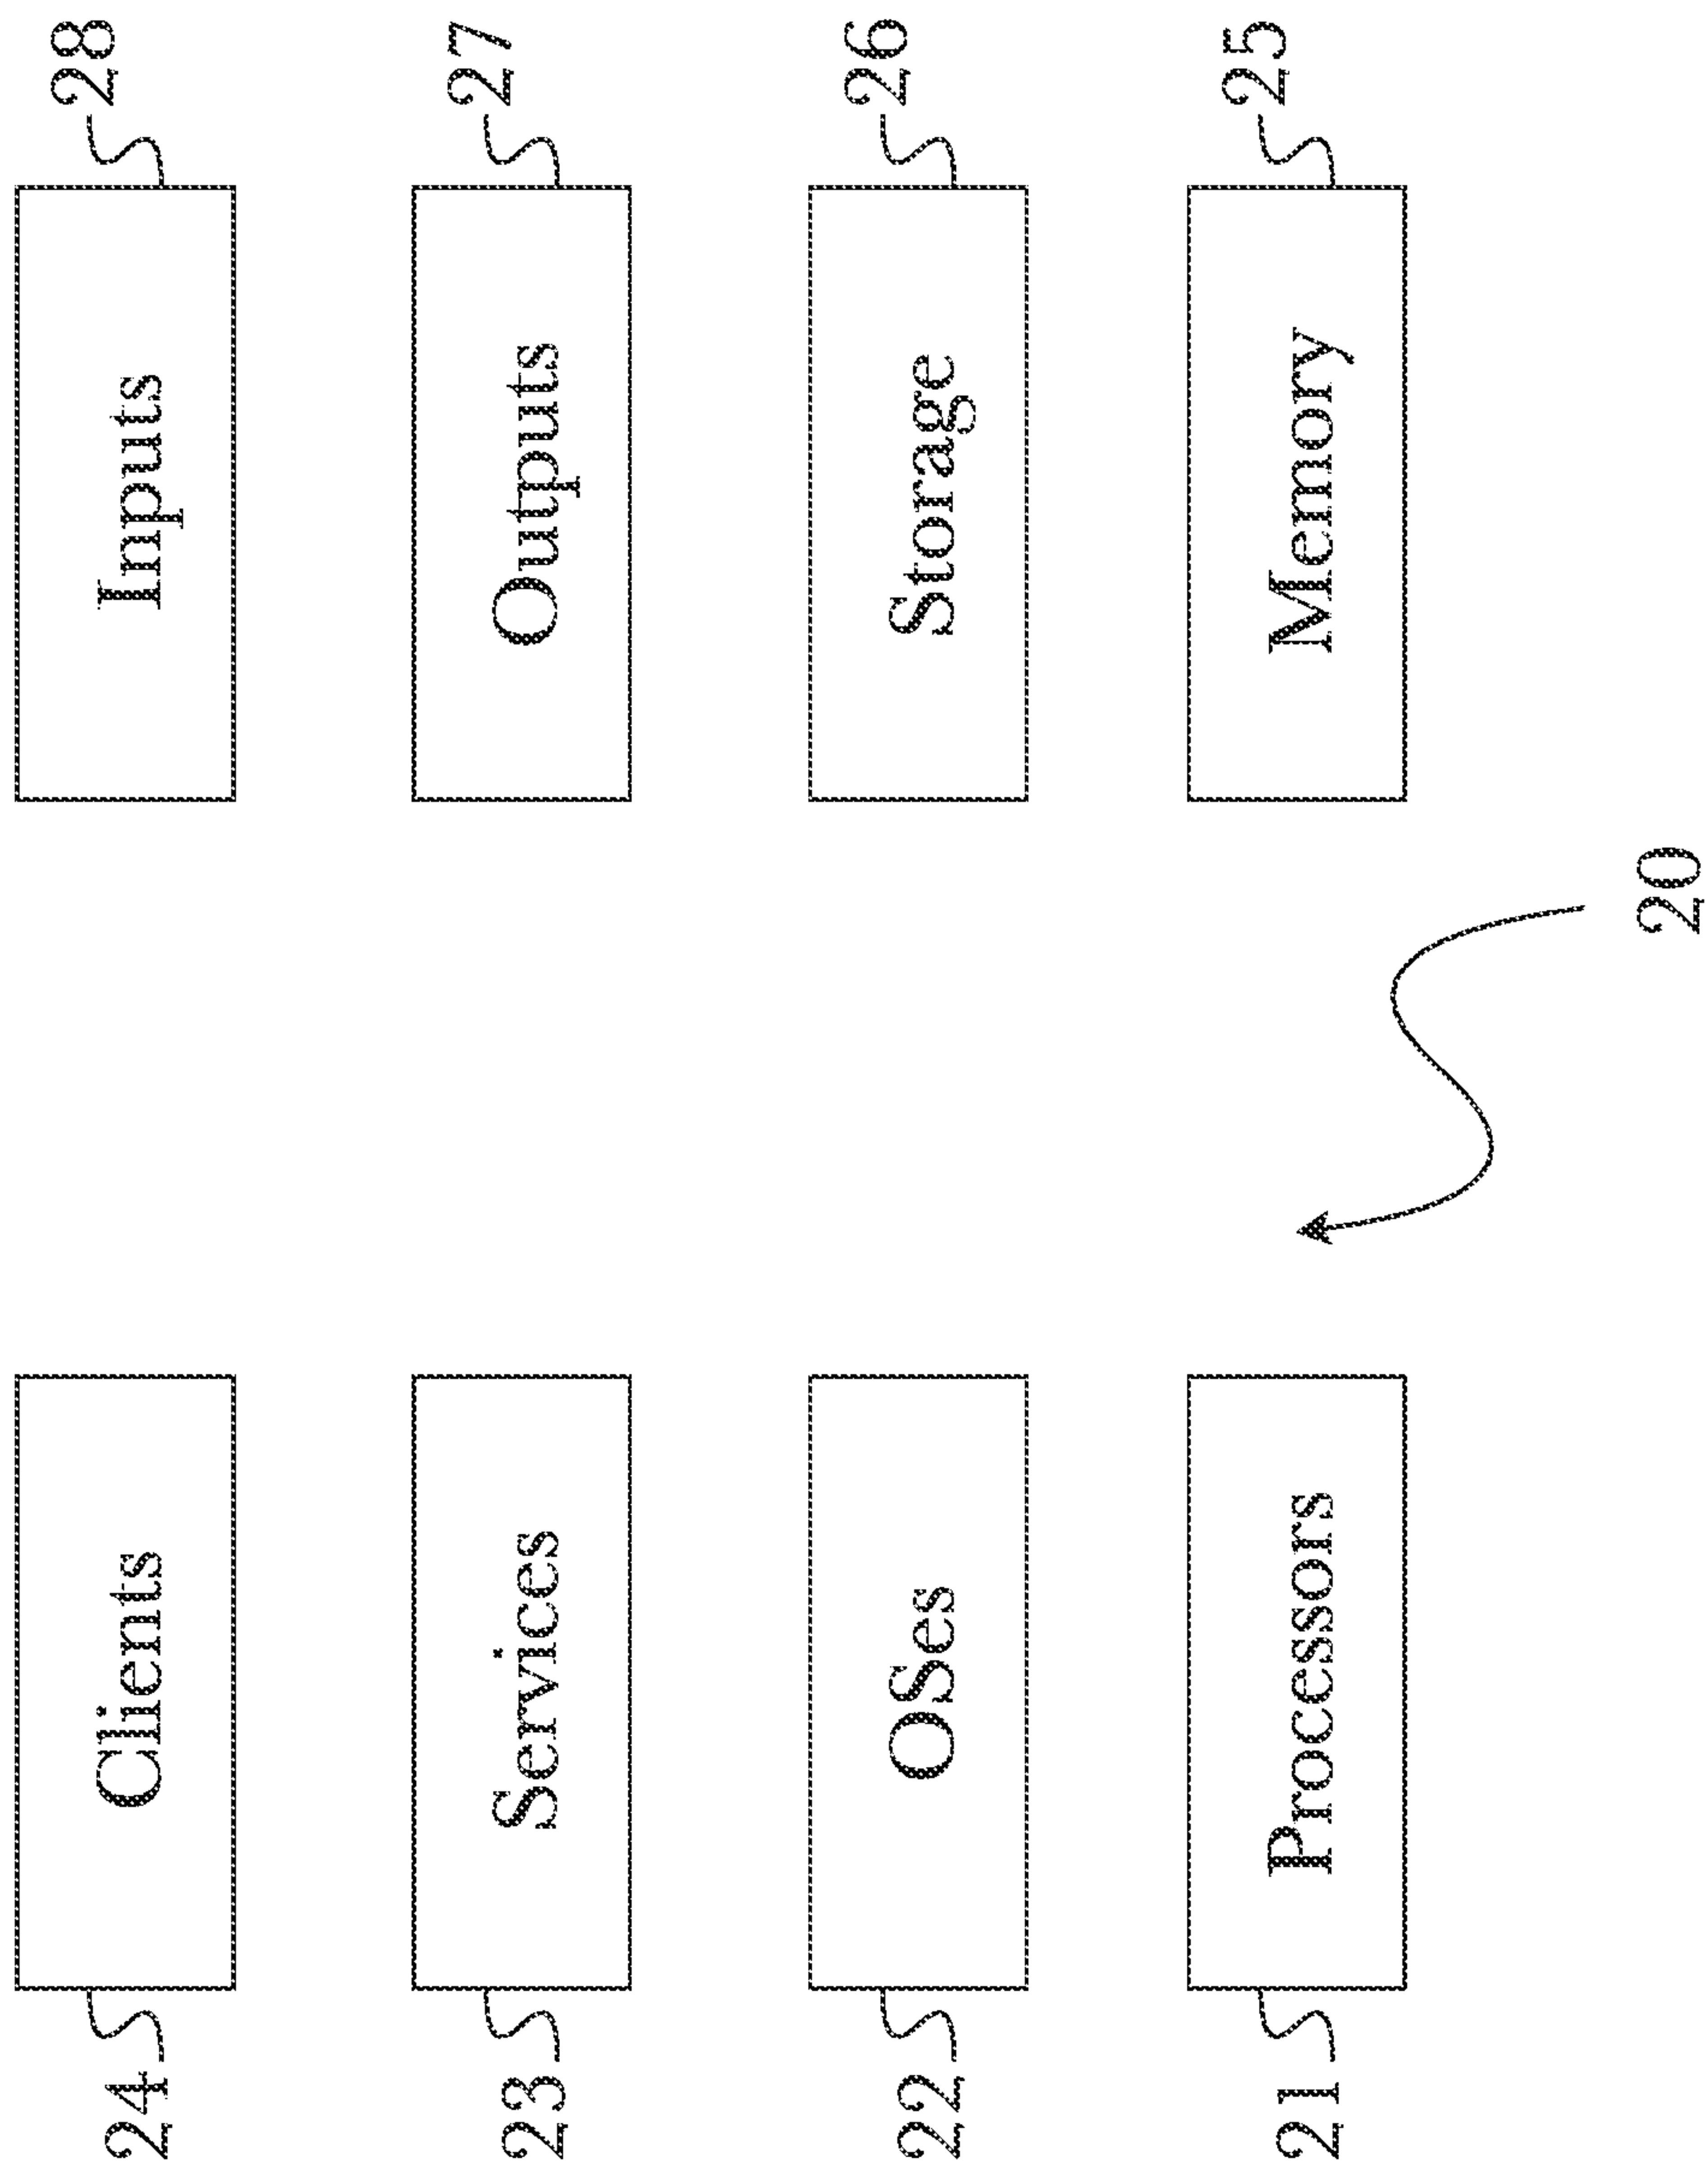 24 Clients Inputs 28
23 Services Outputs 27
22 OSes Storage 26
21 Processors Memory 25
20